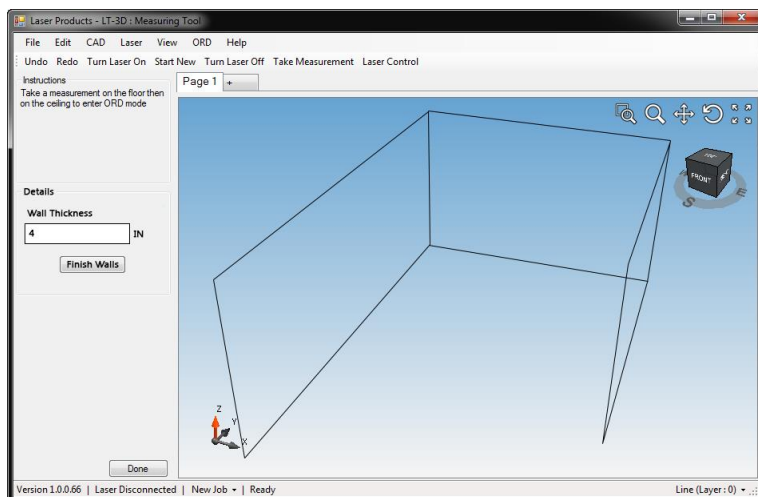 Laser Products - LT-3D : Measuring Tool
File Edit CAD Laser View ORD Help
Undo Redo Turn Laser On Start New Turn Laser Off Take Measurement Laser Control
Instructions
Take a measurement on the floor then
on the ceiling to enter ORD mode
Page 1 +
TOP
FRONT
S E
Details
Wall Thickness
4 IN
Finish Walls
Z
Y
X
Done
Version 1.0.0.66 | Laser Disconnected | New Job | Ready Line (Layer : 0)